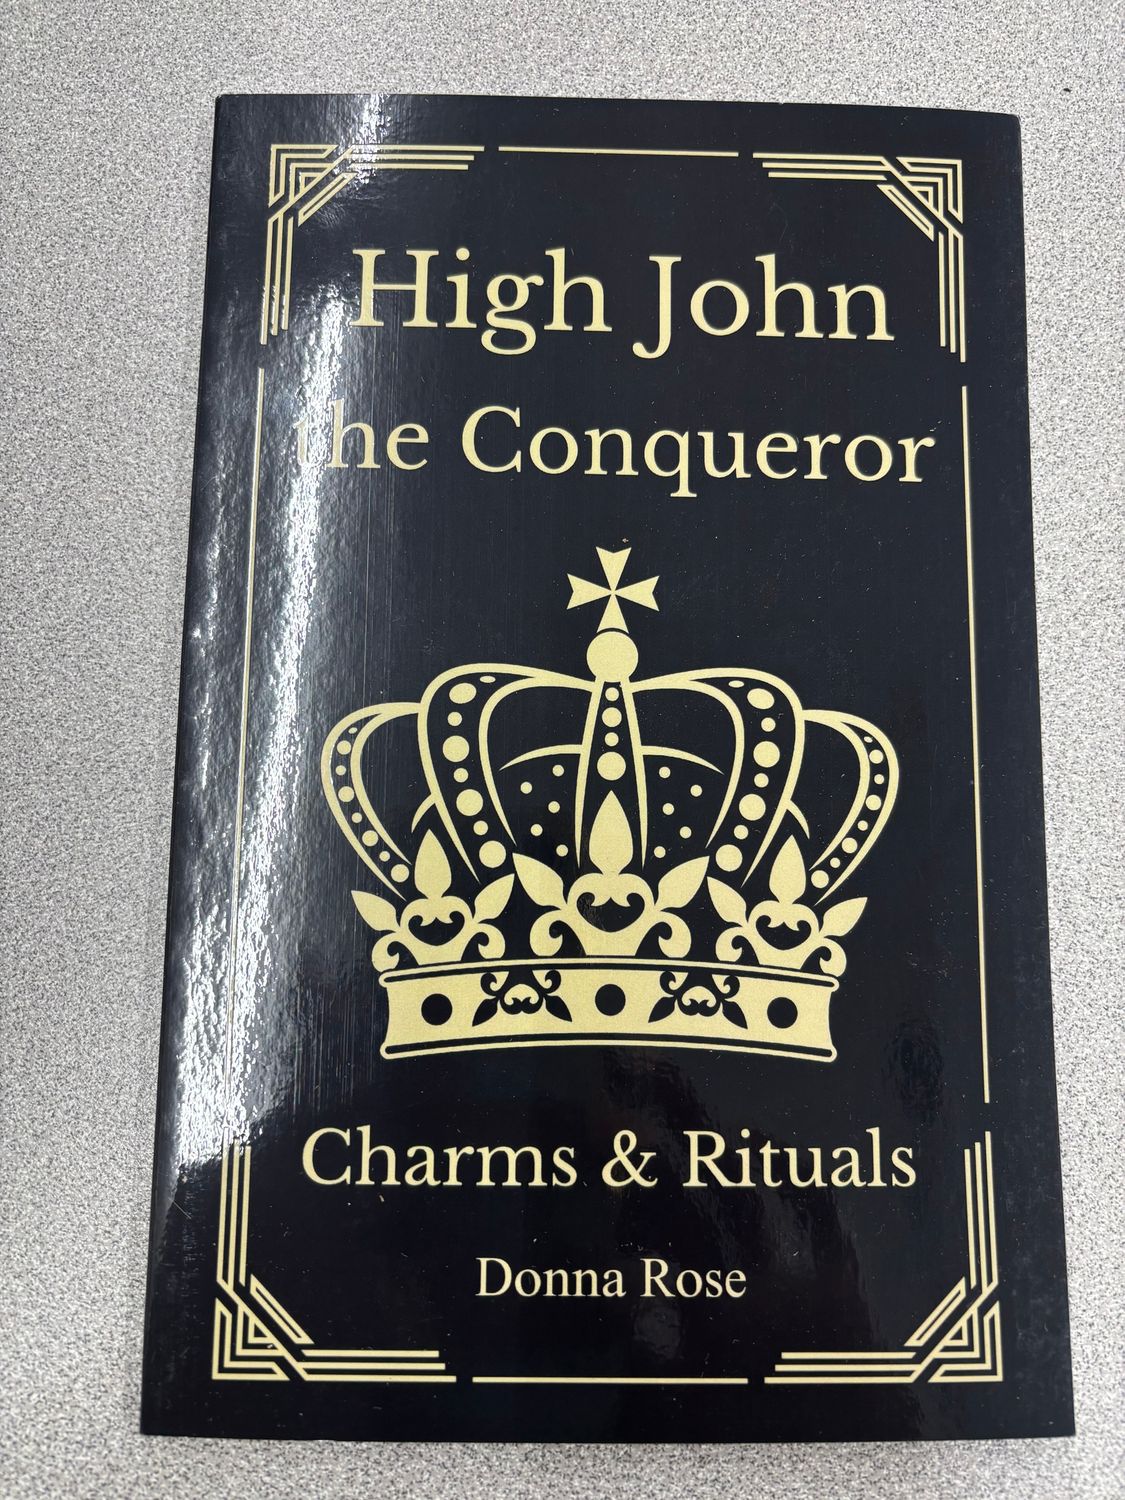 High John
the Conqueror
Charms & Rituals
Donna Rose